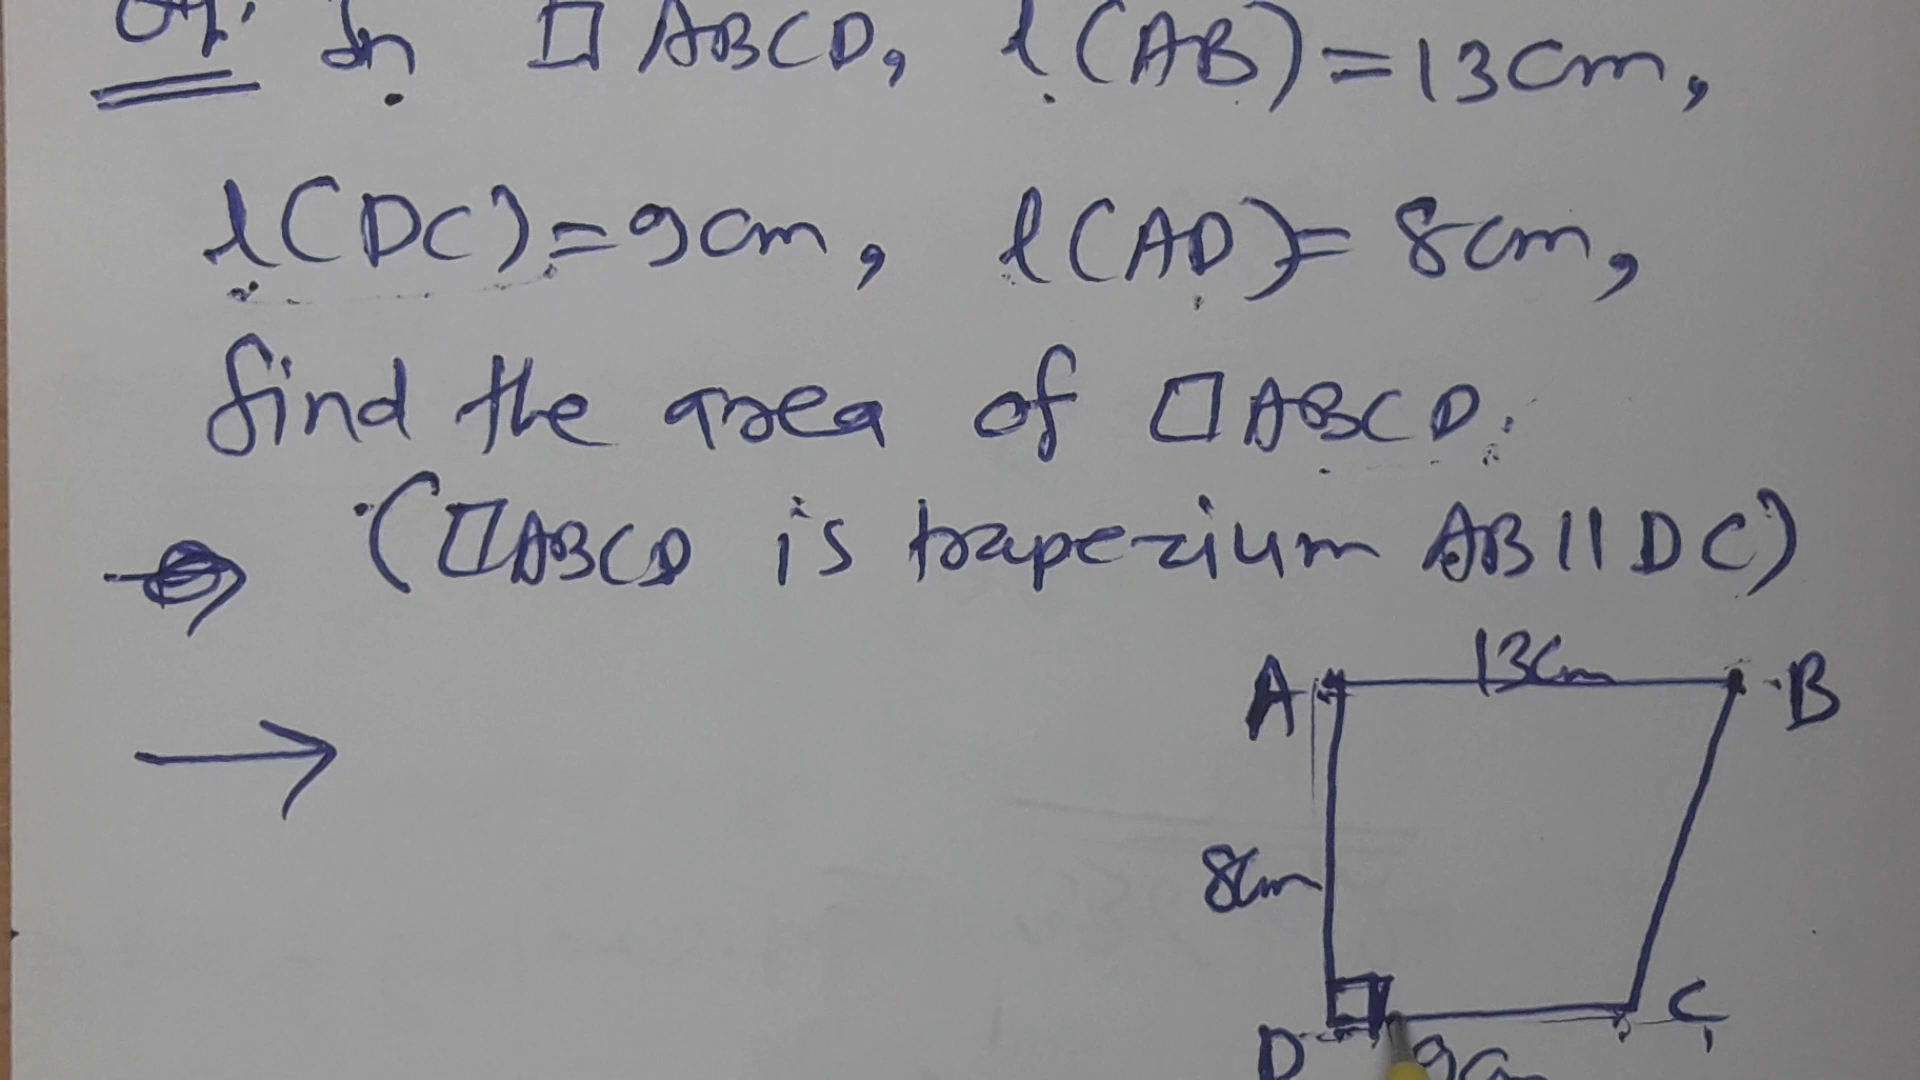 In □ ABCD, l(AB)=13cm,
l(DC)=9cm, l(AD)=8cm,
find the area of □ABCD.
(□ABCD is trapezium AB||DC)
13cm
A B
8cm
C
D 9cm